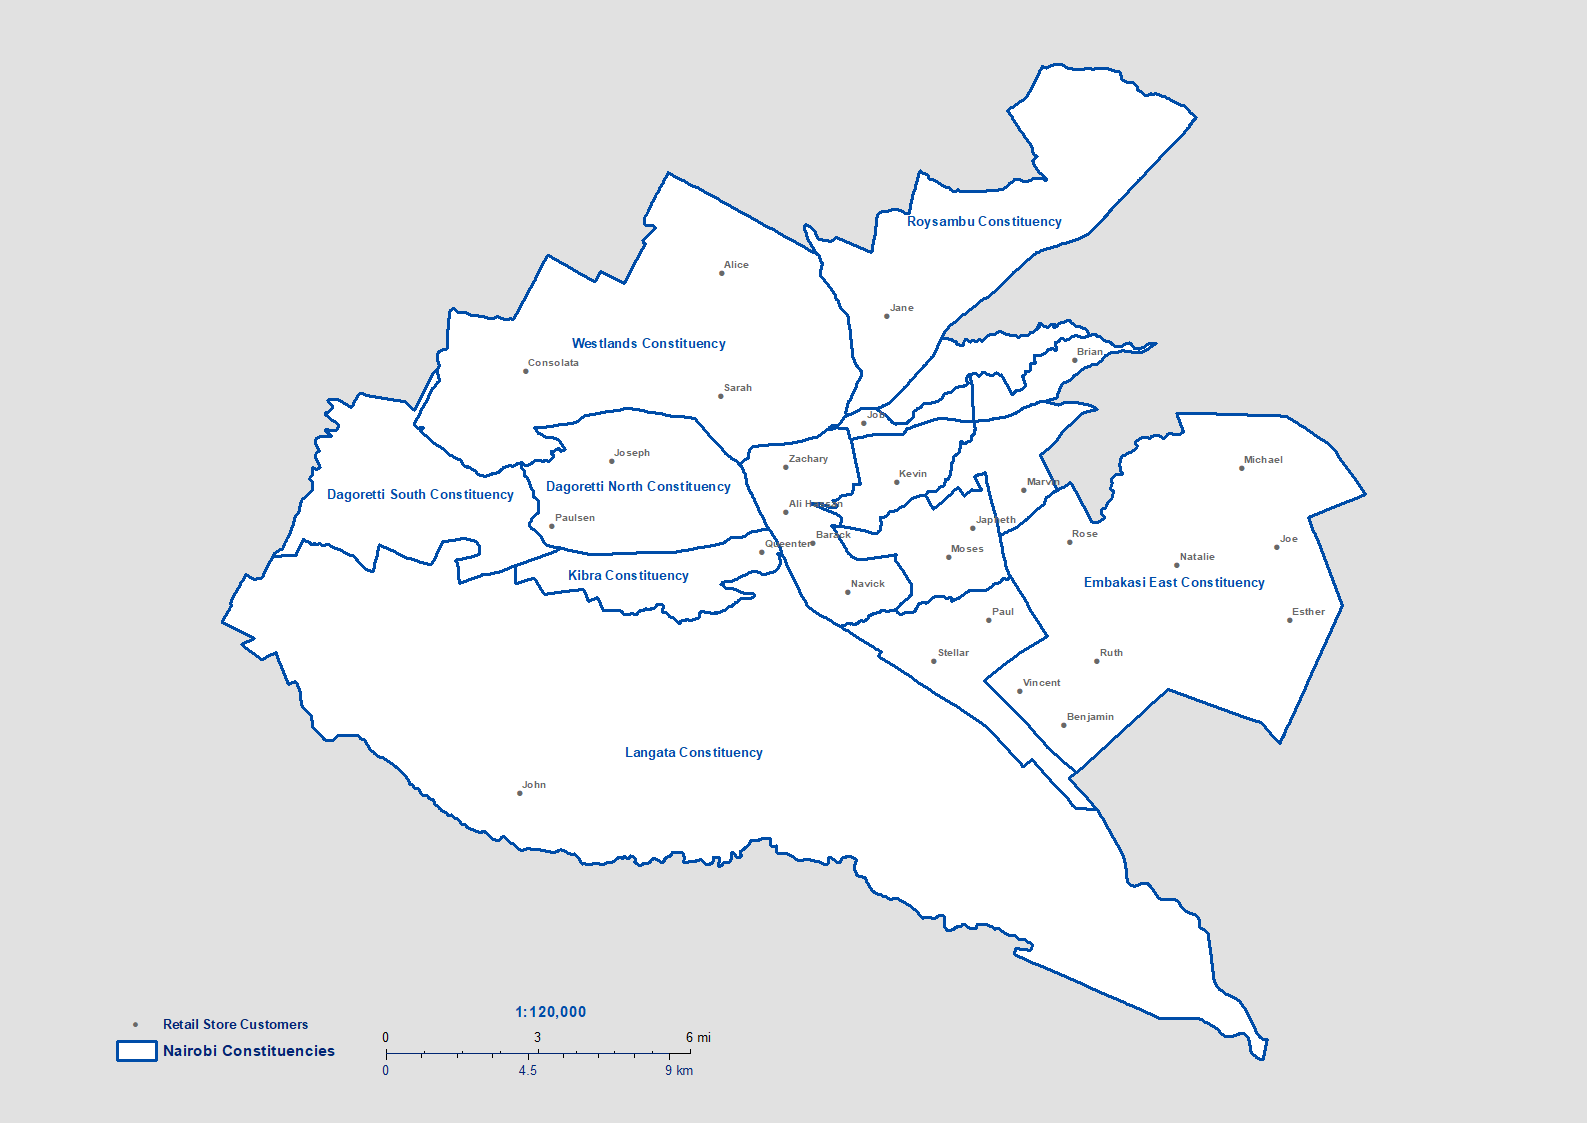 Roysambu Constituency
Alice
Jane
Westlands Constituency
Brian
Consolata
Sarah
Job
Joseph
Zachary
Michael
Kevin
Marvin
Dagoretti North Constituency
Dagoretti South Constituency
Ali Hassan
Paulsen
Japheth
Barack
Rose
Joe
Queenter
Moses
Natalie
Kibra Constituency
Navick
Embakasi East Constituency
Paul
Esther
Stellar
Ruth
Vincent
Benjamin
Langata Constituency
John
1:120,000
Retail Store Customers
0 3 6 mi
Nairobi Constituencies
0 4.5 9 km